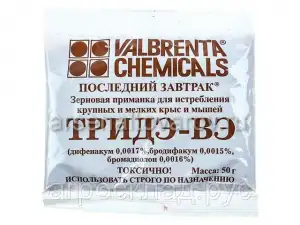 VALBRENTA
CHEMICALS
ПОСЛЕДНИЙ ЗАВТРАК®
Зерновая приманка для истребления
крупных и мелких крыс и мышей
ТРИДЭ-ВЭ
(дифенакум 0,0017%, бродифакум 0,0015%,
бромадиолон 0,0016%)
ТОКСИЧНО! Масса: 50 г
ИСПОЛЬЗОВАТЬ СТРОГО ПО НАЗНАЧЕНИЮ